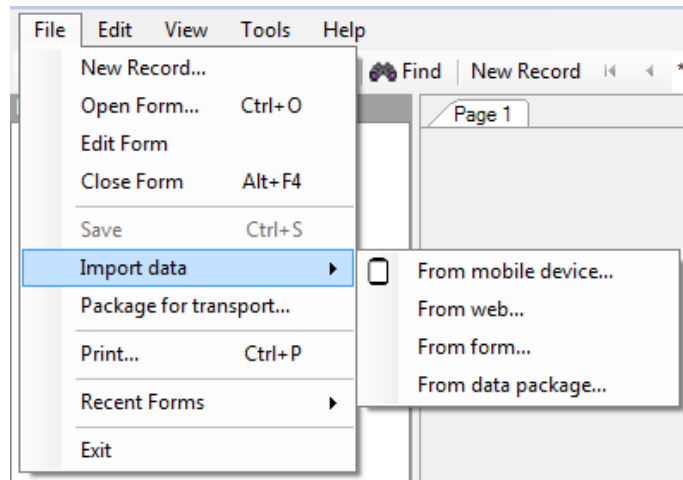 File Edit View Tools Help
Find New Record
Page 1
New Record...
Open Form... Ctrl+O
Edit Form
Close Form Alt+F4
Save Ctrl+S
Import data
Package for transport...
Print... Ctrl+P
Recent Forms
Exit
From mobile device...
From web...
From form...
From data package...